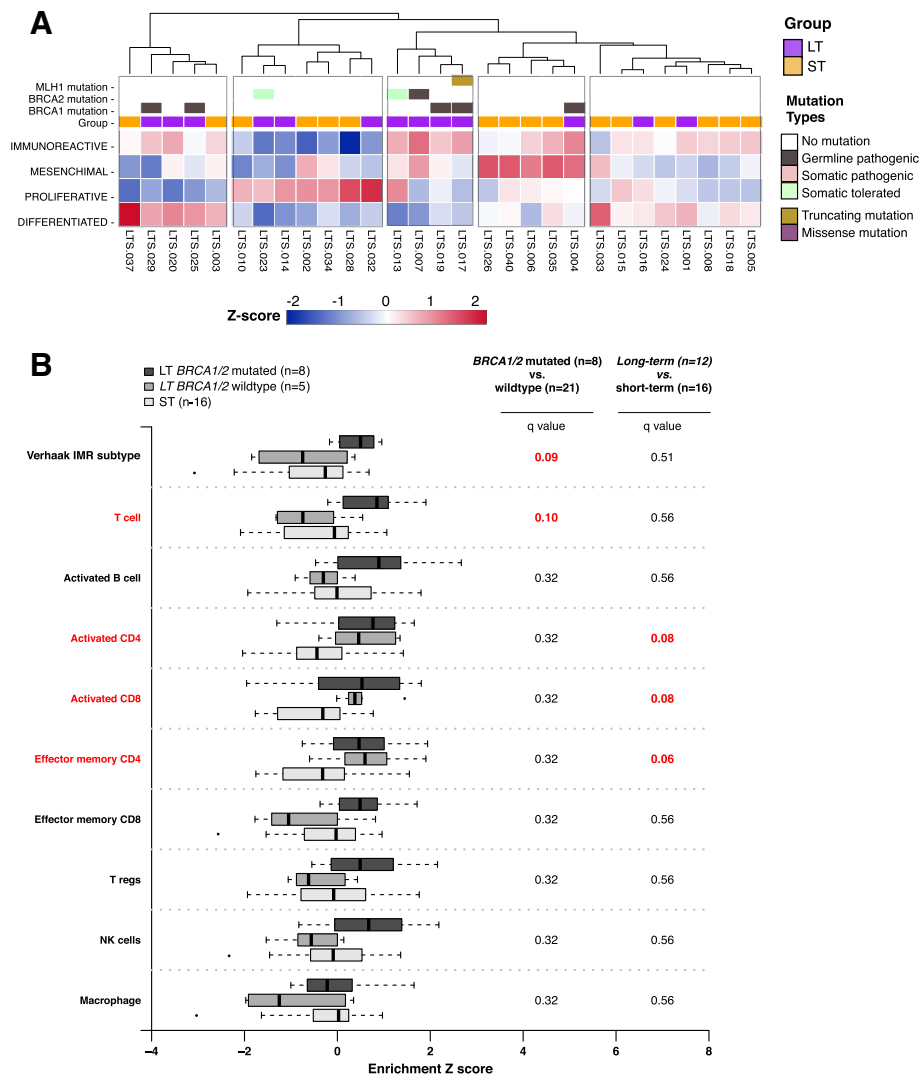 A
Group
LT
ST
Mutation
Types
No mutation
Germline pathogenic
Somatic pathogenic
Somatic tolerated
Truncating mutation
Missense mutation
MLH1 mutation -
BRCA2 mutation -
BRCA1 mutation -
Group -
IMMUNOREACTIVE -
MESENCHIMAL -
PROLIFERATIVE -
DIFFERENTIATED -
LTS.037
LTS.029
LTS.020
LTS.025
LTS.003
LTS.010
LTS.023
LTS.014
LTS.002
LTS.034
LTS.028
LTS.032
LTS.013
LTS.007
LTS.019
LTS.017
LTS.026
LTS.040
LTS.006
LTS.035
LTS.004
LTS.033
LTS.015
LTS.016
LTS.024
LTS.001
LTS.008
LTS.018
LTS.005
Z-score
-2 -1 0 1 2
B
LT BRCA1/2 mutated (n=8)
LT BRCA1/2 wildtype (n=5)
ST (n-16)
BRCA1/2 mutated (n=8)
vs.
wildtype (n=21)
Long-term (n=12)
vs.
short-term (n=16)
q value q value
Verhaak IMR subtype 0.09 0.51
T cell 0.10 0.56
Activated B cell 0.32 0.56
Activated CD4 0.32 0.08
Activated CD8 0.32 0.08
Effector memory CD4 0.32 0.06
Effector memory CD8 0.32 0.56
T regs 0.32 0.56
NK cells 0.32 0.56
Macrophage 0.32 0.56
−4 −2 0 2 4 6 8
Enrichment Z score